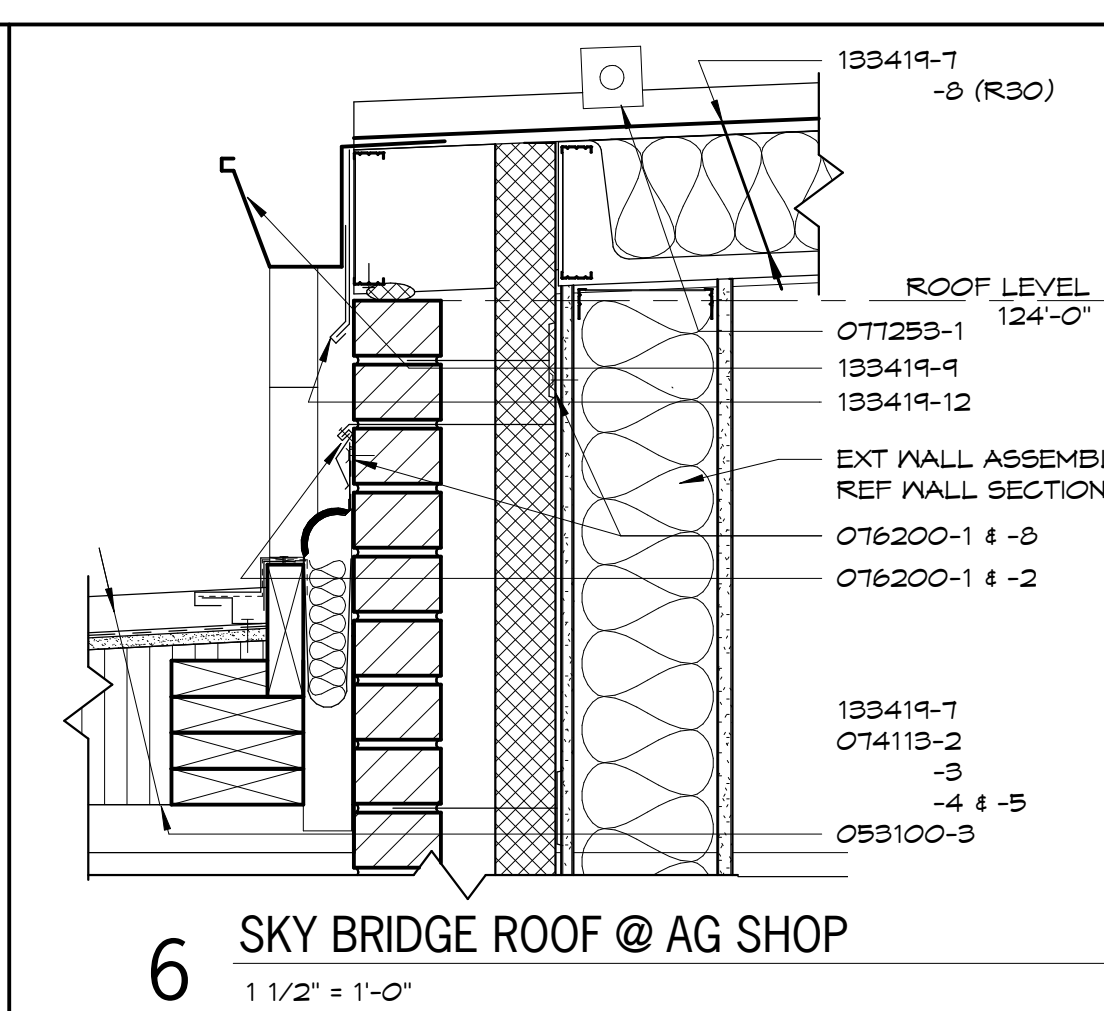 133419-7
-8 (R30)
ROOF LEVEL
124'-0"
077253-1
133419-9
133419-12
EXT WALL ASSEMBL
REF WALL SECTION
076200-1 & -8
076200-1 & -2
133419-7
074113-2
-3
-4 & -5
053100-3
6 SKY BRIDGE ROOF @ AG SHOP
1 1/2" = 1'-0"